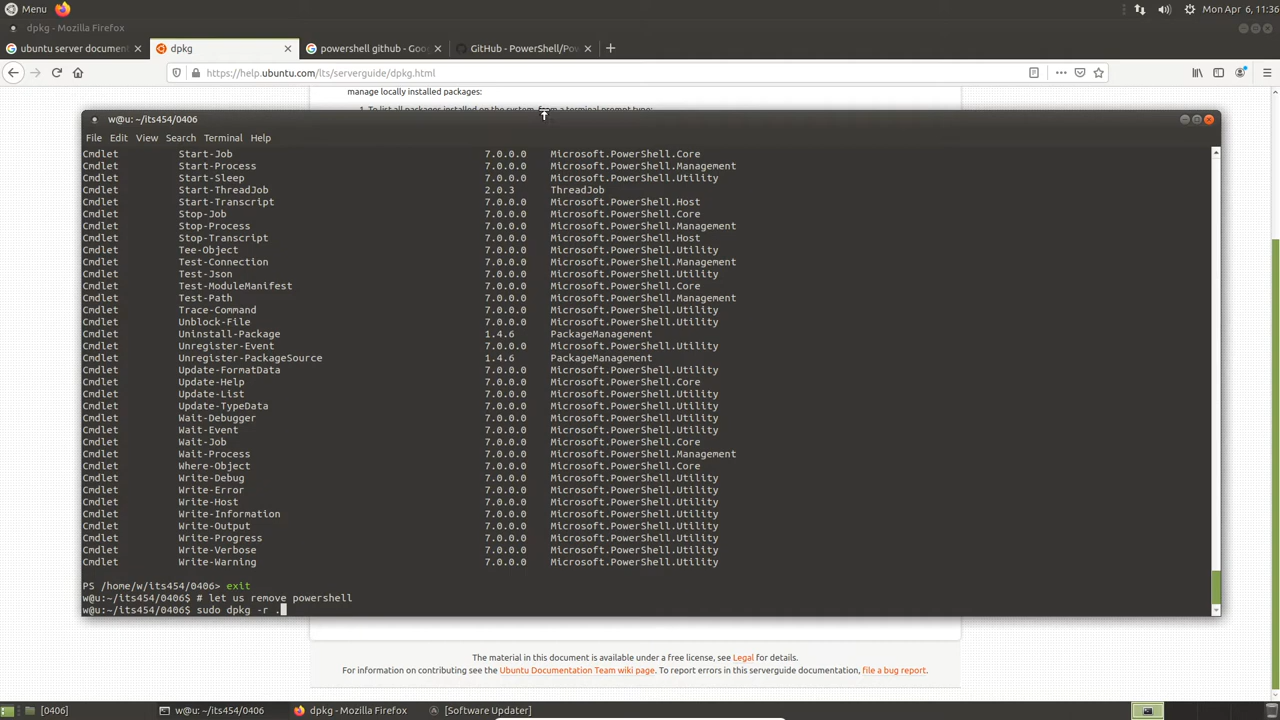 Menu
Mon Apr 6, 11:36
dpkg - Mozilla Firefox
ubuntu server document
dpkg
powershell github - Goo
GitHub - PowerShell/Pov
https://help.ubuntu.com/lts/serverguide/dpkg.html
manage locally installed packages:
1. To list all packages installed on the system, from a terminal prompt type:
w@u: ~/its454/0406
File Edit View Search Terminal Help
Cmdlet Start-Job 7.0.0.0 Microsoft.PowerShell.Core
Cmdlet Start-Process 7.0.0.0 Microsoft.PowerShell.Management
Cmdlet Start-Sleep 7.0.0.0 Microsoft.PowerShell.Utility
Cmdlet Start-ThreadJob 2.0.3 ThreadJob
Cmdlet Start-Transcript 7.0.0.0 Microsoft.PowerShell.Host
Cmdlet Stop-Job 7.0.0.0 Microsoft.PowerShell.Core
Cmdlet Stop-Process 7.0.0.0 Microsoft.PowerShell.Management
Cmdlet Stop-Transcript 7.0.0.0 Microsoft.PowerShell.Host
Cmdlet Tee-Object 7.0.0.0 Microsoft.PowerShell.Utility
Cmdlet Test-Connection 7.0.0.0 Microsoft.PowerShell.Management
Cmdlet Test-Json 7.0.0.0 Microsoft.PowerShell.Utility
Cmdlet Test-ModuleManifest 7.0.0.0 Microsoft.PowerShell.Core
Cmdlet Test-Path 7.0.0.0 Microsoft.PowerShell.Management
Cmdlet Trace-Command 7.0.0.0 Microsoft.PowerShell.Utility
Cmdlet Unblock-File 7.0.0.0 Microsoft.PowerShell.Utility
Cmdlet Uninstall-Package 1.4.6 PackageManagement
Cmdlet Unregister-Event 7.0.0.0 Microsoft.PowerShell.Utility
Cmdlet Unregister-PackageSource 1.4.6 PackageManagement
Cmdlet Update-FormatData 7.0.0.0 Microsoft.PowerShell.Utility
Cmdlet Update-Help 7.0.0.0 Microsoft.PowerShell.Core
Cmdlet Update-List 7.0.0.0 Microsoft.PowerShell.Utility
Cmdlet Update-TypeData 7.0.0.0 Microsoft.PowerShell.Utility
Cmdlet Wait-Debugger 7.0.0.0 Microsoft.PowerShell.Utility
Cmdlet Wait-Event 7.0.0.0 Microsoft.PowerShell.Utility
Cmdlet Wait-Job 7.0.0.0 Microsoft.PowerShell.Core
Cmdlet Wait-Process 7.0.0.0 Microsoft.PowerShell.Management
Cmdlet Where-Object 7.0.0.0 Microsoft.PowerShell.Core
Cmdlet Write-Debug 7.0.0.0 Microsoft.PowerShell.Utility
Cmdlet Write-Error 7.0.0.0 Microsoft.PowerShell.Utility
Cmdlet Write-Host 7.0.0.0 Microsoft.PowerShell.Utility
Cmdlet Write-Information 7.0.0.0 Microsoft.PowerShell.Utility
Cmdlet Write-Output 7.0.0.0 Microsoft.PowerShell.Utility
Cmdlet Write-Progress 7.0.0.0 Microsoft.PowerShell.Utility
Cmdlet Write-Verbose 7.0.0.0 Microsoft.PowerShell.Utility
Cmdlet Write-Warning 7.0.0.0 Microsoft.PowerShell.Utility
PS /home/w/its454/0406> exit
w@u:~/its454/0406$ # let us remove powershell
w@u:~/its454/0406$ sudo dpkg -r .
The material in this document is available under a free license, see Legal for details.
For information on contributing see the Ubuntu Documentation Team wiki page. To report errors in this serverguide documentation, file a bug report.
[0406]
w@u: ~/its454/0406
dpkg - Mozilla Firefox
[Software Updater]